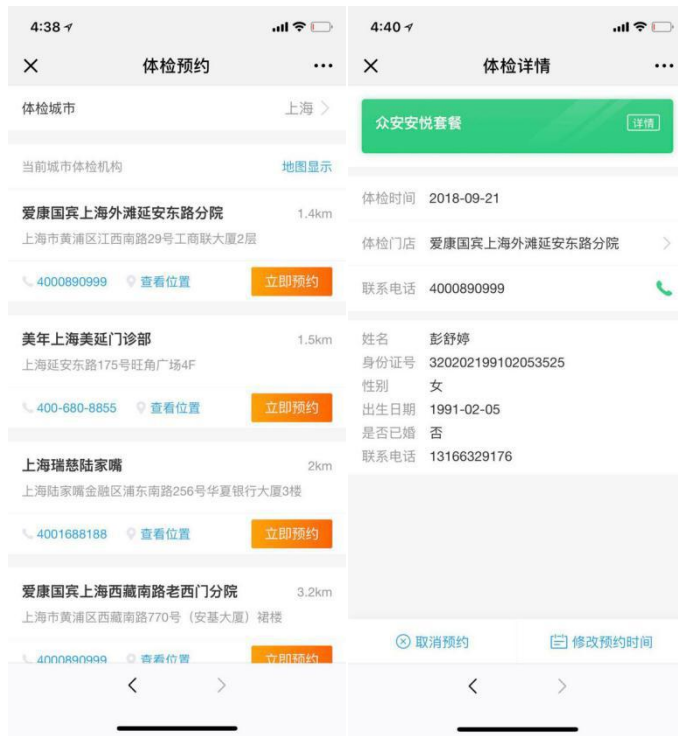 4:38
体检预约
体检城市
上海
当前城市体检机构
地图显示
爱康国宾上海外滩延安东路分院
1.4km
上海市黄浦区江西南路29号工商联大厦2层
4000890999
查看位置
立即预约
美年上海美延门诊部
1.5km
上海延安东路175号旺角广场4F
400-680-8855
查看位置
立即预约
上海瑞慈陆家嘴
2km
上海陆家嘴金融区浦东南路256号华夏银行大厦3楼
4001688188
查看位置
立即预约
爱康国宾上海西藏南路老西门分院
3.2km
上海市黄浦区西藏南路770号（安基大厦）裙楼
4000890999
查看位置
立即预约
4:40
体检详情
众安安悦套餐
详情
体检时间 2018-09-21
体检门店 爱康国宾上海外滩延安东路分院
联系电话 4000890999
姓名 彭舒婷
身份证号 320202199102053525
性别 女
出生日期 1991-02-05
是否已婚 否
联系电话 13166329176
取消预约
修改预约时间